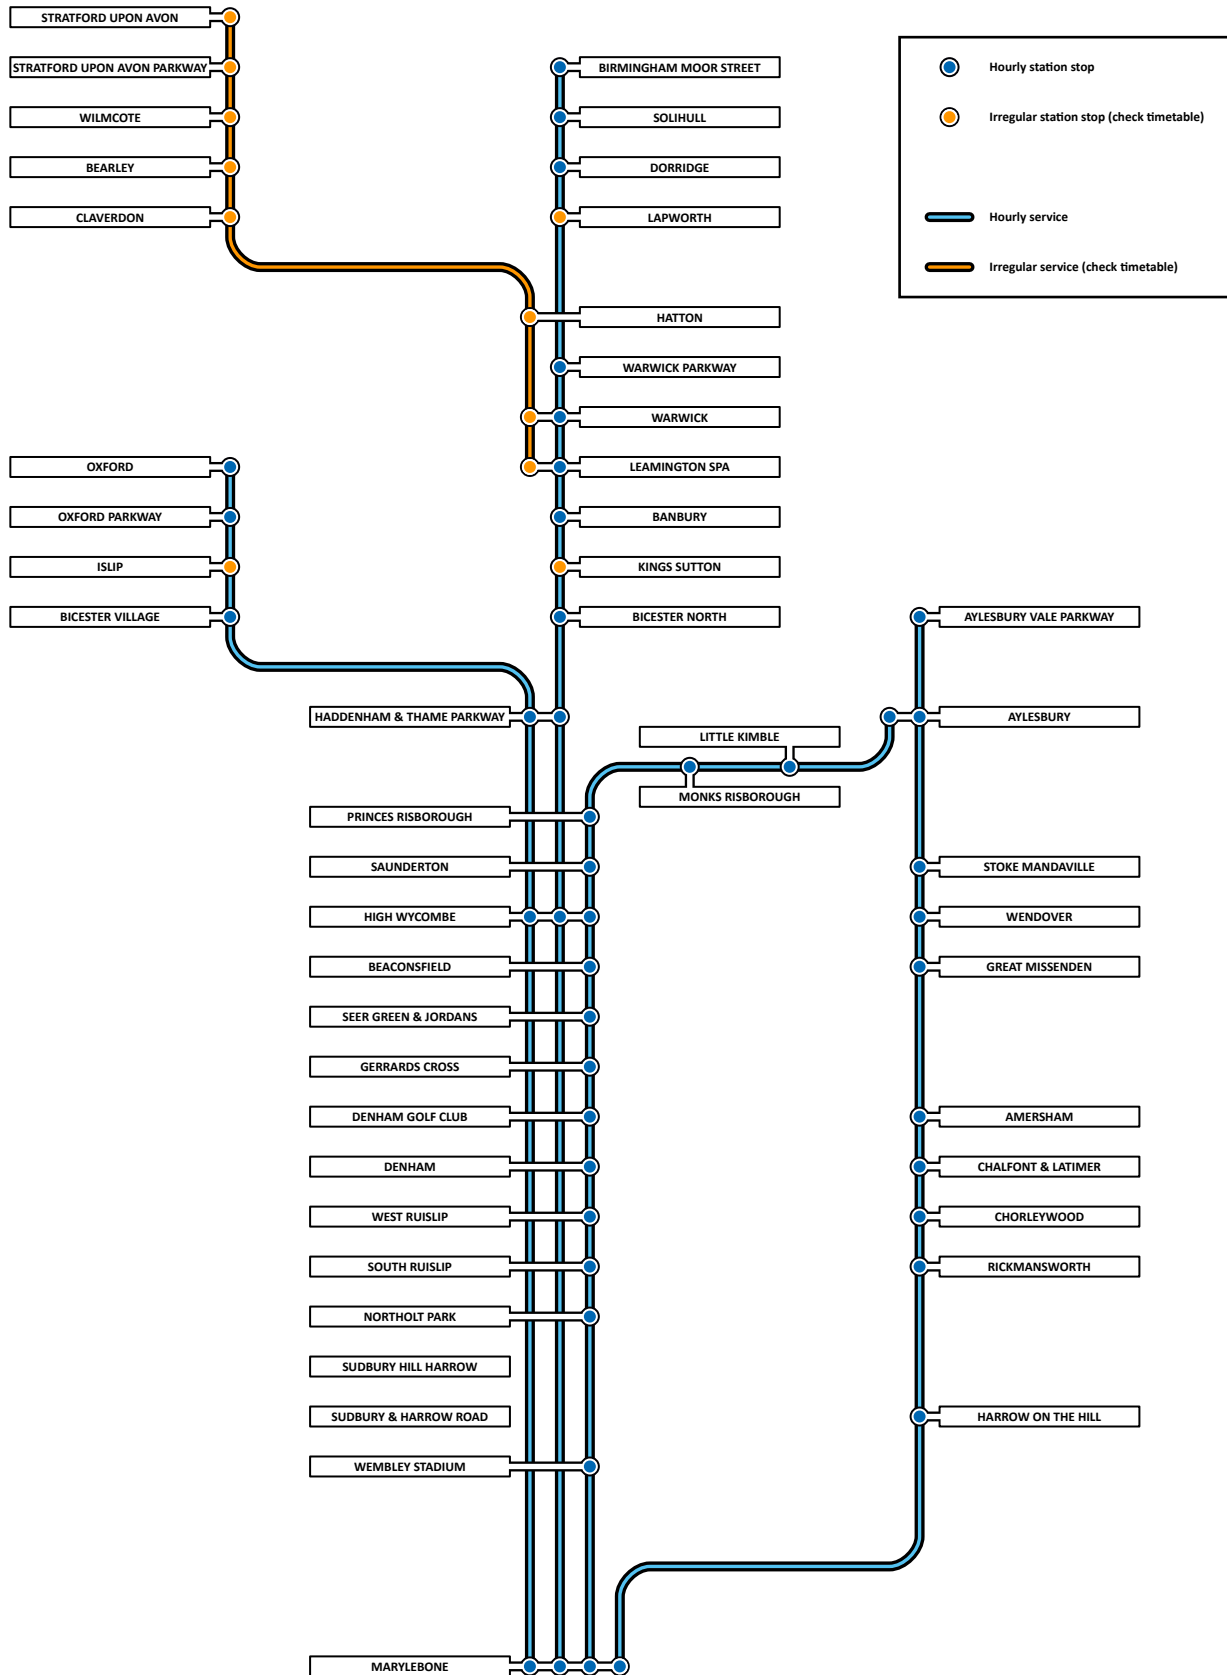 STRATFORD UPON AVON
STRATFORD UPON AVON PARKWAY
BIRMINGHAM MOOR STREET
Hourly station stop
WILMCOTE
SOLIHULL
Irregular station stop (check timetable)
BEARLEY
DORRIDGE
CLAVERDON
LAPWORTH
Hourly service
Irregular service (check timetable)
HATTON
WARWICK PARKWAY
WARWICK
OXFORD
LEAMINGTON SPA
OXFORD PARKWAY
BANBURY
ISLIP
KINGS SUTTON
BICESTER VILLAGE
BICESTER NORTH
AYLESBURY VALE PARKWAY
HADDENHAM & THAME PARKWAY
AYLESBURY
LITTLE KIMBLE
MONKS RISBOROUGH
PRINCES RISBOROUGH
SAUNDERTON
STOKE MANDAVILLE
HIGH WYCOMBE
WENDOVER
BEACONSFIELD
GREAT MISSENDEN
SEER GREEN & JORDANS
GERRARDS CROSS
DENHAM GOLF CLUB
AMERSHAM
DENHAM
CHALFONT & LATIMER
WEST RUISLIP
CHORLEYWOOD
SOUTH RUISLIP
RICKMANSWORTH
NORTHOLT PARK
SUDBURY HILL HARROW
SUDBURY & HARROW ROAD
HARROW ON THE HILL
WEMBLEY STADIUM
MARYLEBONE